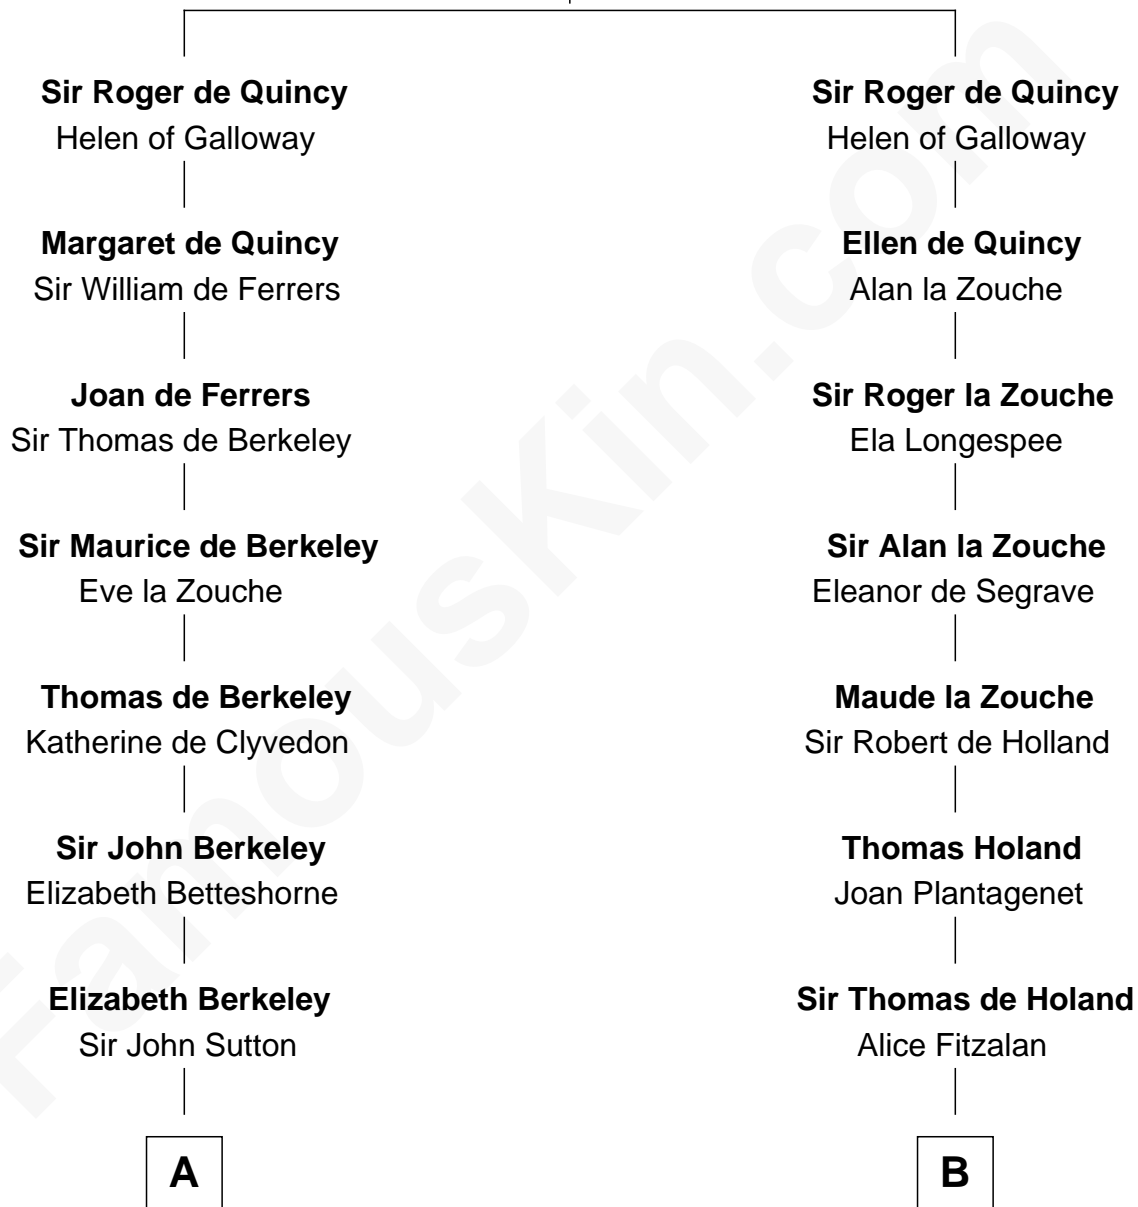 Sir Roger de Quincy
Helen of Galloway
Margaret de Quincy
Sir William de Ferrers
Joan de Ferrers
Sir Thomas de Berkeley
Sir Maurice de Berkeley
Eve la Zouche
Thomas de Berkeley
Katherine de Clyvedon
Sir John Berkeley
Elizabeth Betteshorne
Elizabeth Berkeley
Sir John Sutton
A
Sir Roger de Quincy
Helen of Galloway
Ellen de Quincy
Alan la Zouche
Sir Roger la Zouche
Ela Longespee
Sir Alan la Zouche
Eleanor de Segrave
Maude la Zouche
Sir Robert de Holland
Thomas Holand
Joan Plantagenet
Sir Thomas de Holand
Alice Fitzalan
B
FamousKin.com